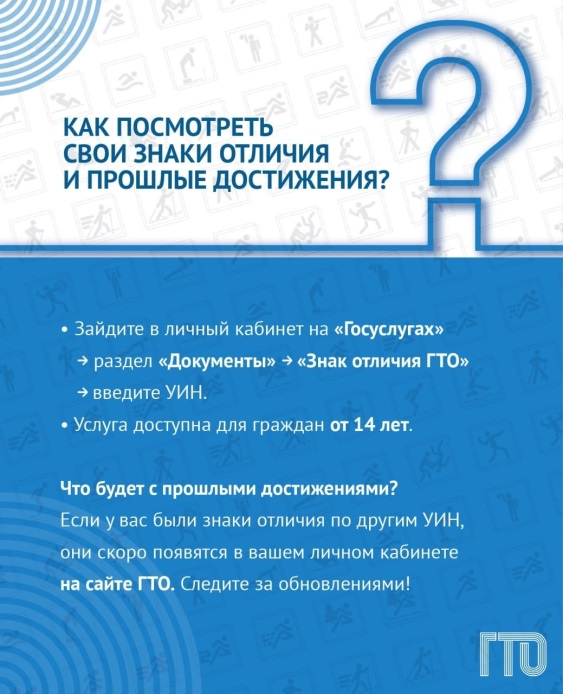 КАК ПОСМОТРЕТЬ
СВОИ ЗНАКИ ОТЛИЧИЯ
И ПРОШЛЫЕ ДОСТИЖЕНИЯ?
?
• Зайдите в личный кабинет на «Госуслугах»
→ раздел «Документы» → «Знак отличия ГТО»
→ введите УИН.
• Услуга доступна для граждан от 14 лет.
Что будет с прошлыми достижениями?
Если у вас были знаки отличия по другим УИН,
они скоро появятся в вашем личном кабинете
на сайте ГТО. Следите за обновлениями!
ГТО